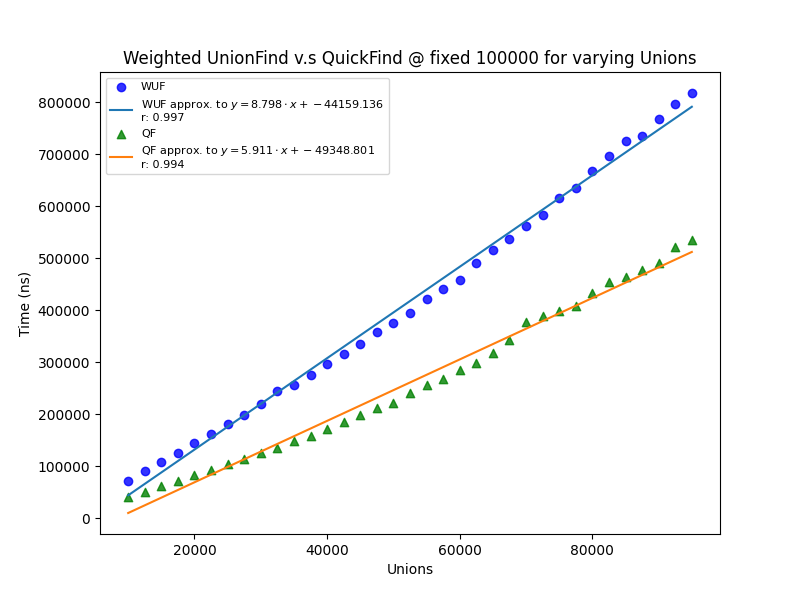 Weighted UnionFind v.s QuickFind @ fixed 100000 for varying Unions
WUF
WUF approx. to y = 8.798 · x + −44159.136
r: 0.997
QF
QF approx. to y = 5.911 · x + −49348.801
r: 0.994
800000
700000
600000
500000
400000
300000
200000
100000
0
Time (ns)
20000
40000
60000
80000
Unions